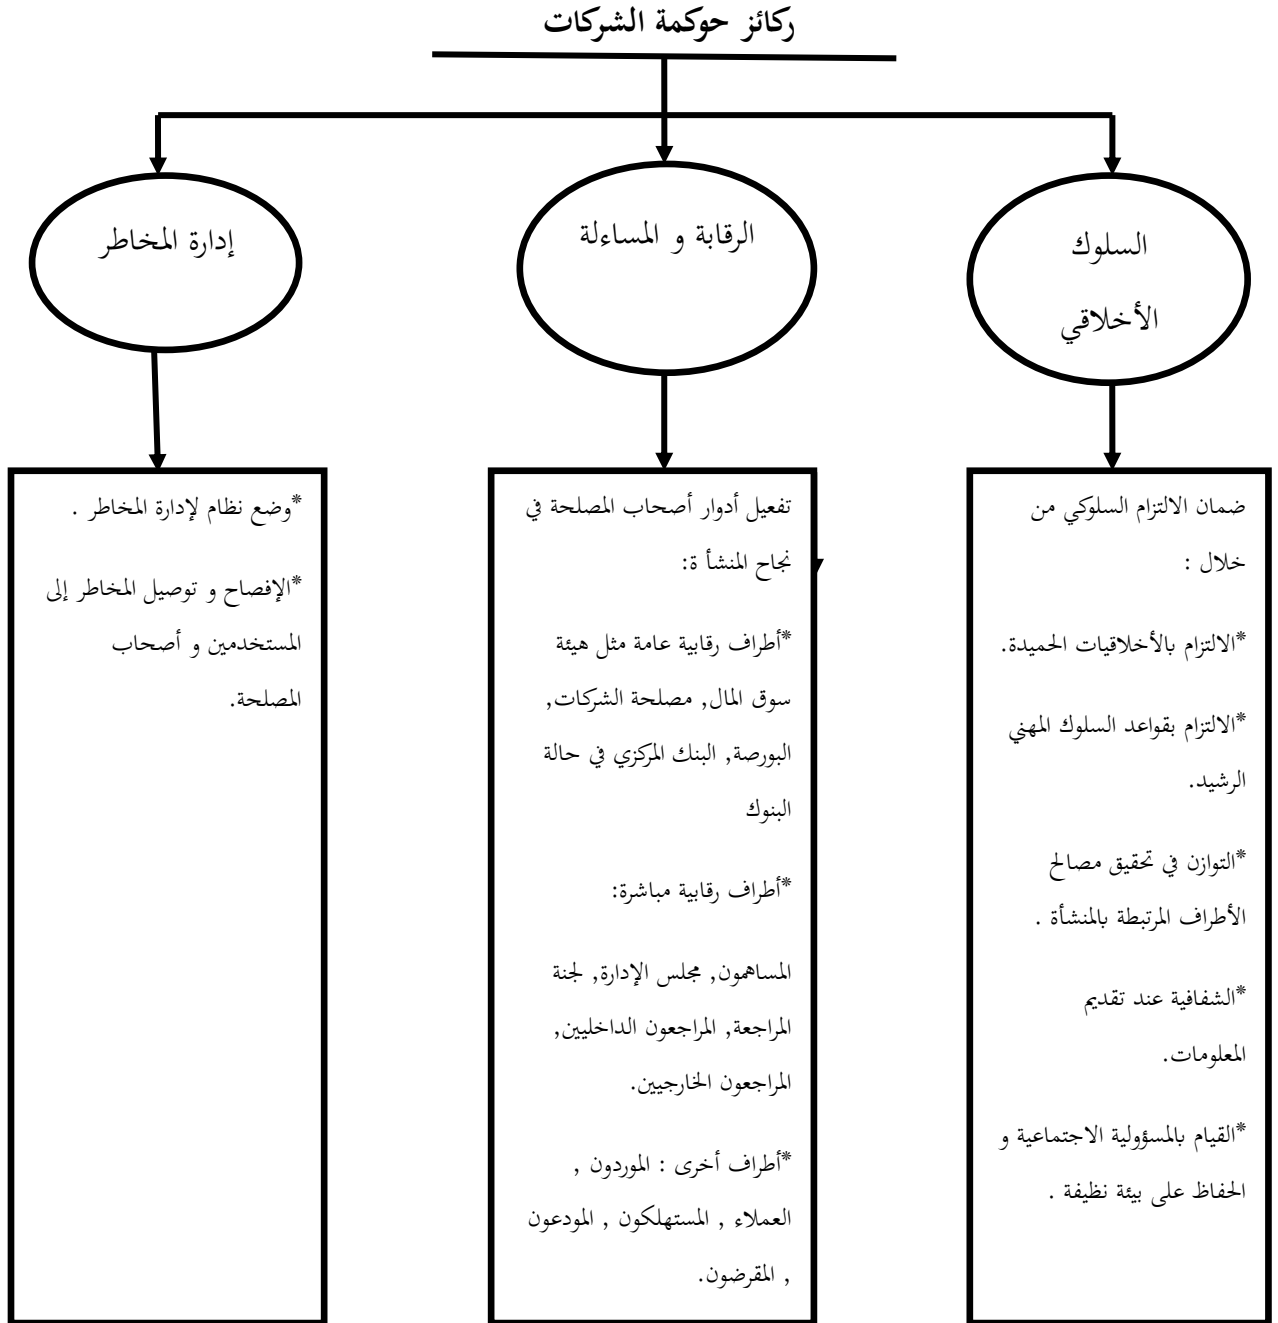 ركائز حوكمة الشركات
السلوك
الأخلاقي
الرقابة و المساءلة
إدارة المخاطر
ضمان الالتزام السلوكي من
خلال :
*الالتزام بالأخلاقيات الحميدة.
*الالتزام بقواعد السلوك المهني
الرشيد.
*التوازن في تحقيق مصالح
الأطراف المرتبطة بالمنشأة .
*الشفافية عند تقديم
المعلومات.
*القيام بالمسؤولية الاجتماعية و
الحفاظ على بيئة نظيفة .
تفعيل أدوار أصحاب المصلحة في
نجاح المنشأ ة:
*أطراف رقابية عامة مثل هيئة
سوق المال, مصلحة الشركات,
البورصة, البنك المركزي في حالة
البنوك
*أطراف رقابية مباشرة:
المساهمون, مجلس الإدارة, لجنة
المراجعة, المراجعون الداخليين,
المراجعون الخارجيين.
*أطراف أخرى : الموردون ,
العملاء , المستهلكون , المودعون
, المقرضون.
*وضع نظام لإدارة المخاطر .
*الإفصاح و توصيل المخاطر إلى
المستخدمين و أصحاب
المصلحة.